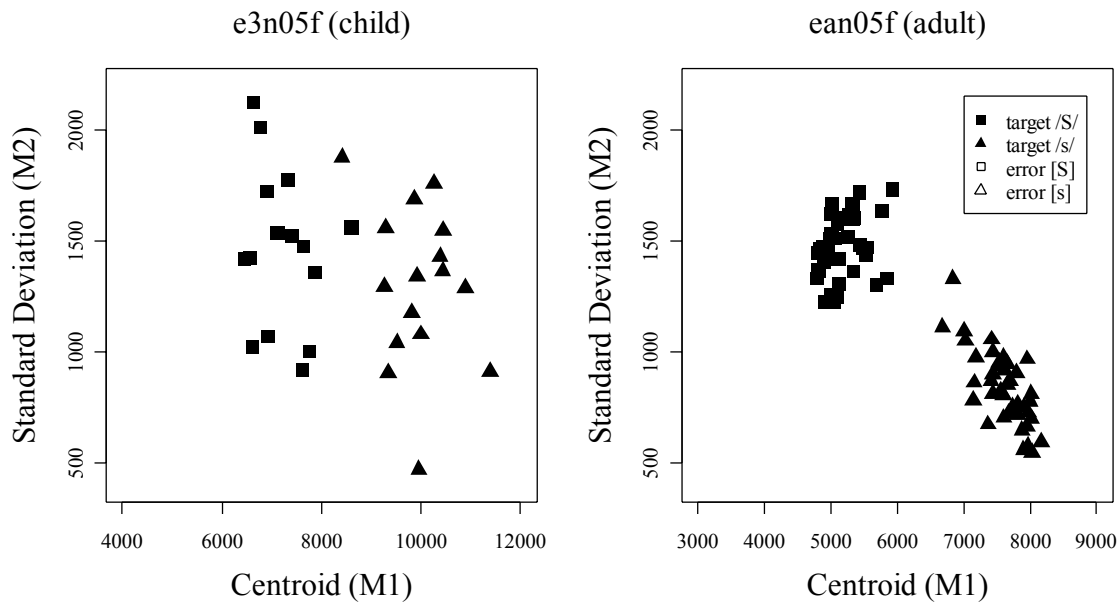 e3n05f (child)
Standard Deviation (M2)
2000
1500
1000
500
4000 6000 8000 10000 12000
Centroid (M1)
ean05f (adult)
Standard Deviation (M2)
2000
1500
1000
500
3000 4000 5000 6000 7000 8000 9000
Centroid (M1)
target /S/
target /s/
error [S]
error [s]